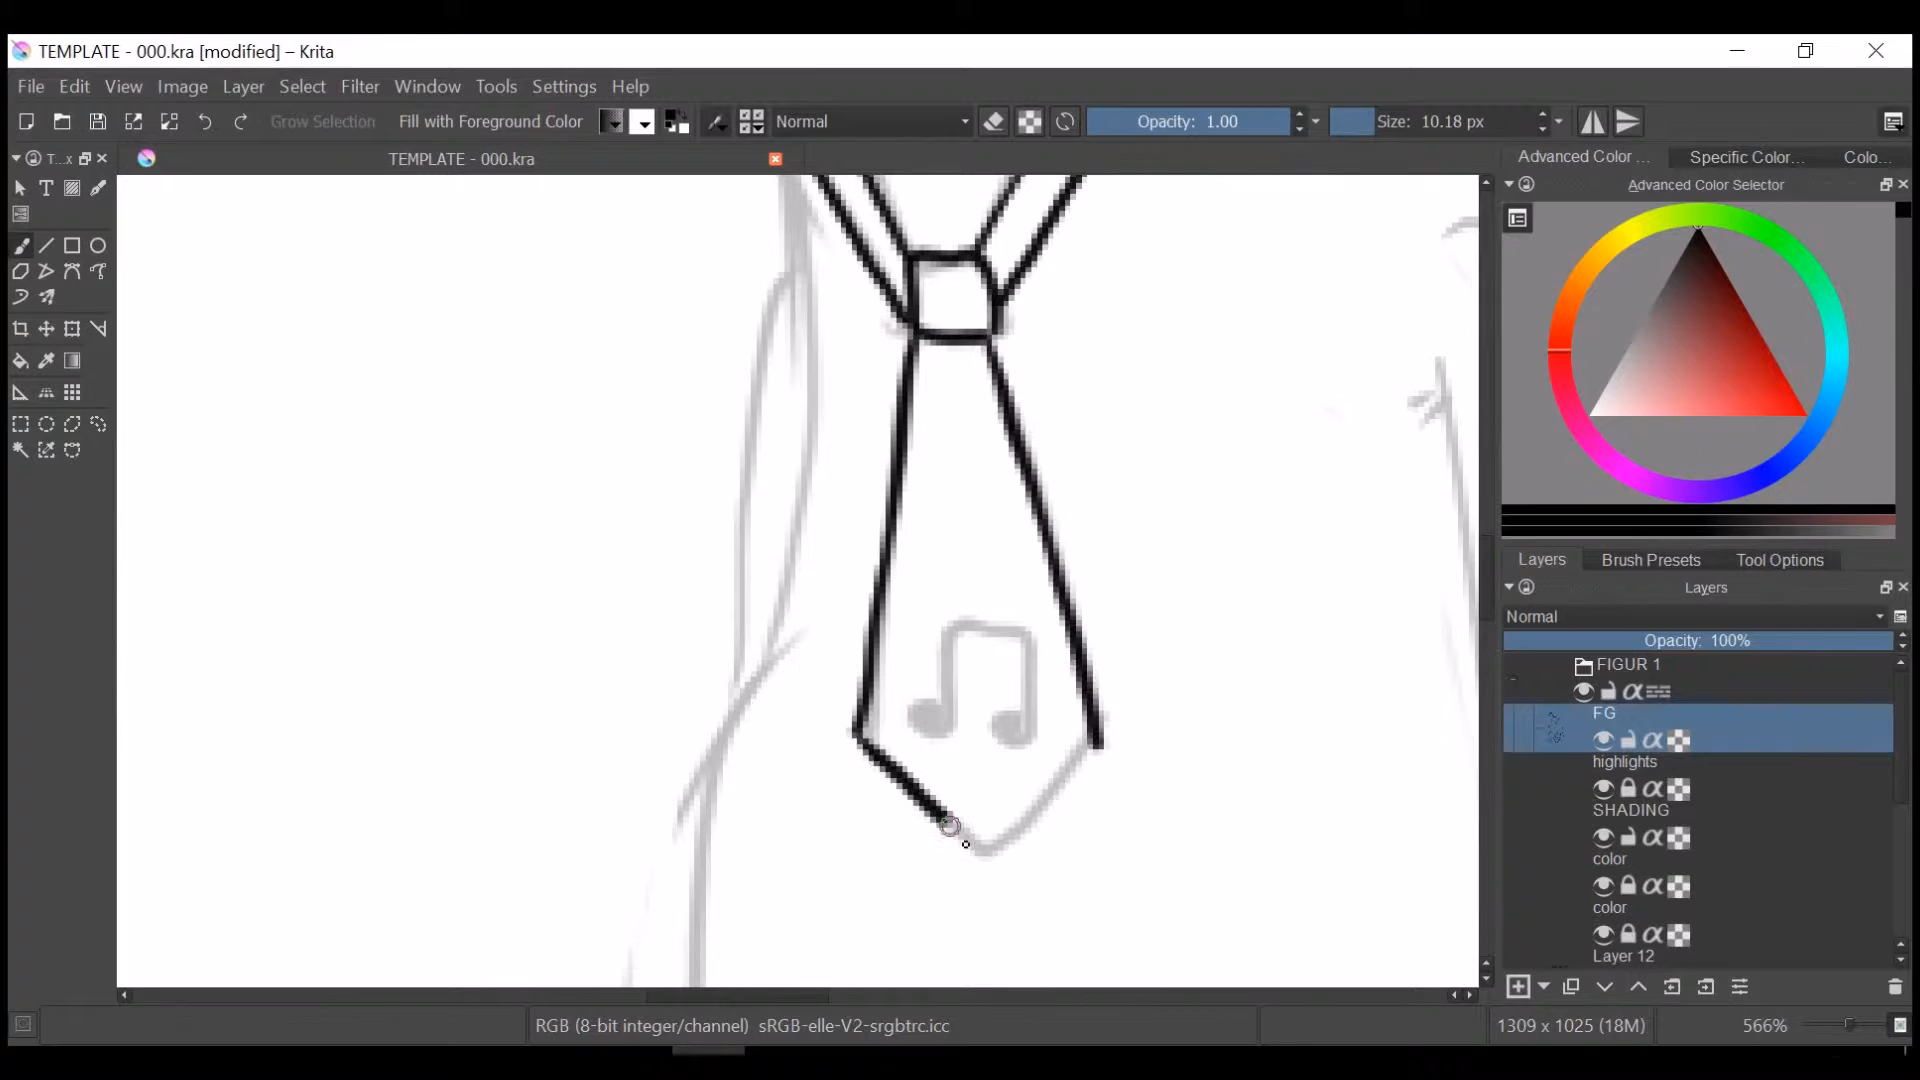 TEMPLATE - 000.kra [modified] – Krita
File Edit View Image Layer Select Filter Path Window Tools Settings Help
Grow Selection Fill with Foreground Color Normal Opacity: 1.00 Size: 10.18 px
T...x TEMPLATE - 000.kra
Advanced Color ... Specific Color... Colo...
Advanced Color Selector
Layers Brush Presets Tool Options
Layers
Normal
Opacity: 100%
FIGUR 1
FG
highlights
SHADING
color
color
Layer 12
RGB (8-bit integer/channel) sRGB-elle-V2-srgbtrc.icc 1309 x 1025 (18M) 566%